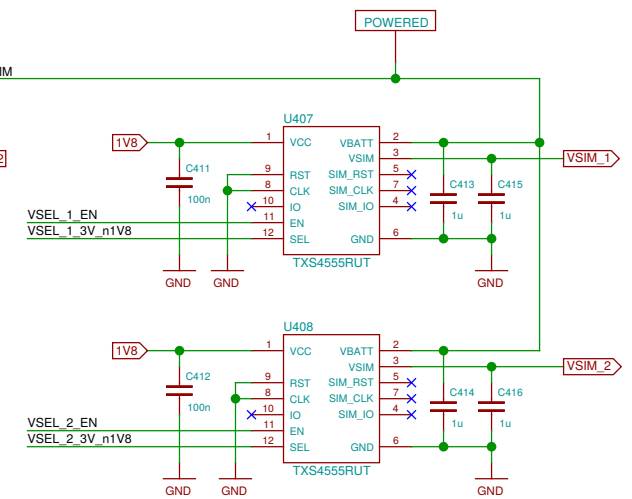 POWERED
IM
U407
1V8
1 VCC VBATT 2
VSIM 3
VSIM_1
C411
100n
9 RST SIM_RST 5
8 CLK SIM_CLK 7
10 IO SIM_IO 4
C413
1u
C415
1u
VSEL_1_EN
11 EN
VSEL_1_3V_n1V8
12 SEL GND 6
TXS4555RUT
GND
GND
GND
U408
1V8
1 VCC VBATT 2
VSIM 3
VSIM_2
C412
100n
9 RST SIM_RST 5
8 CLK SIM_CLK 7
10 IO SIM_IO 4
C414
1u
C416
1u
VSEL_2_EN
11 EN
VSEL_2_3V_n1V8
12 SEL GND 6
TXS4555RUT
GND
GND
GND